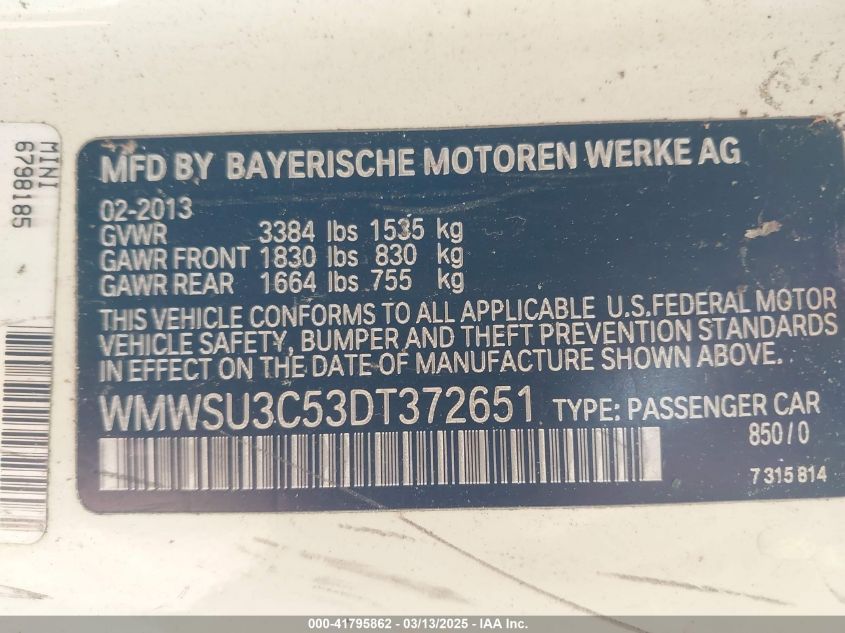 MINI
6798185
MFD BY BAYERISCHE MOTOREN WERKE AG
02-2013
GVWR 3384 lbs 1535 kg
GAWR FRONT 1830 lbs 830 kg
GAWR REAR 1664 lbs 755 kg
THIS VEHICLE CONFORMS TO ALL APPLICABLE U.S.FEDERAL MOTOR
VEHICLE SAFETY, BUMPER AND THEFT PREVENTION STANDARDS
IN EFFECT ON THE DATE OF MANUFACTURE SHOWN ABOVE.
WMWSU3C53DT372651 TYPE: PASSENGER CAR
850/0
7 315 814
000-41795862 - 03/13/2025 - IAA Inc.